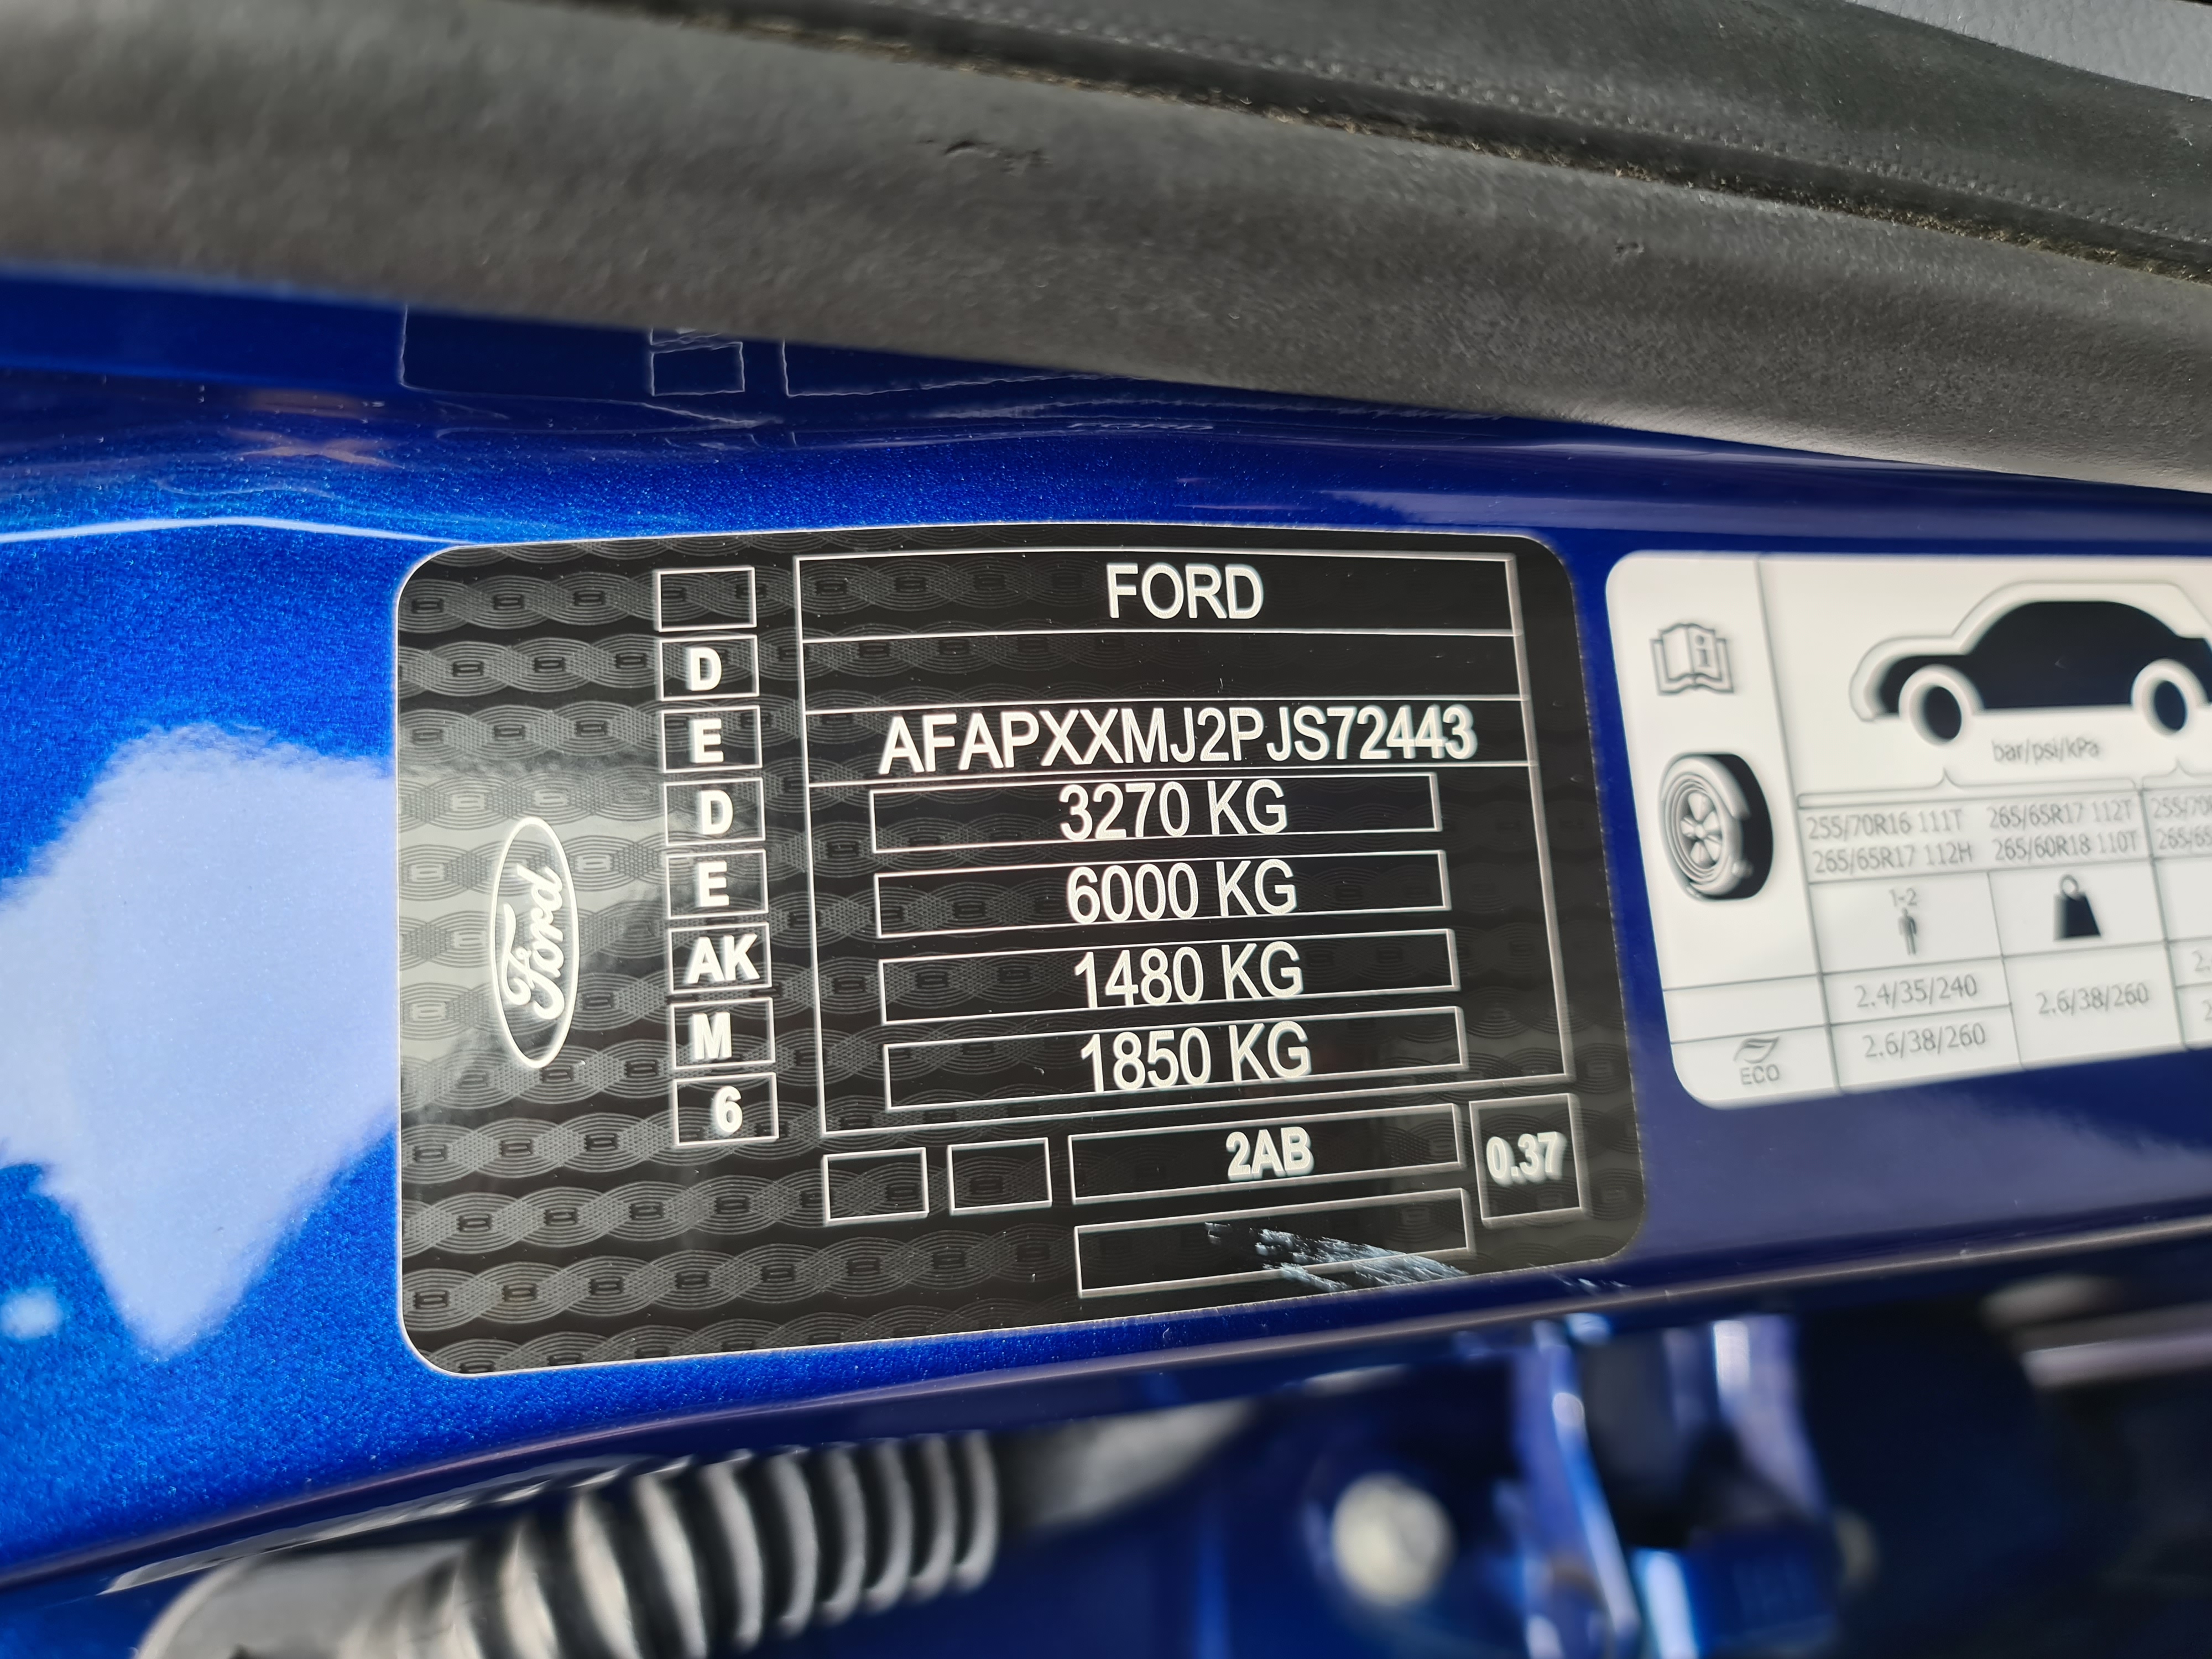 FORD
AFAPXXMJ2PJS72443
3270 KG
6000 KG
1480 KG
1850 KG
2AB
0.37
D
E
D
E
AK
M
6
Ford
bar/psi/kPa
255/70R16 111T 265/65R17 112T
265/65R17 112H 265/60R18 110T
1-2
2.4/35/240
2.6/38/260
2.6/38/260
ECO